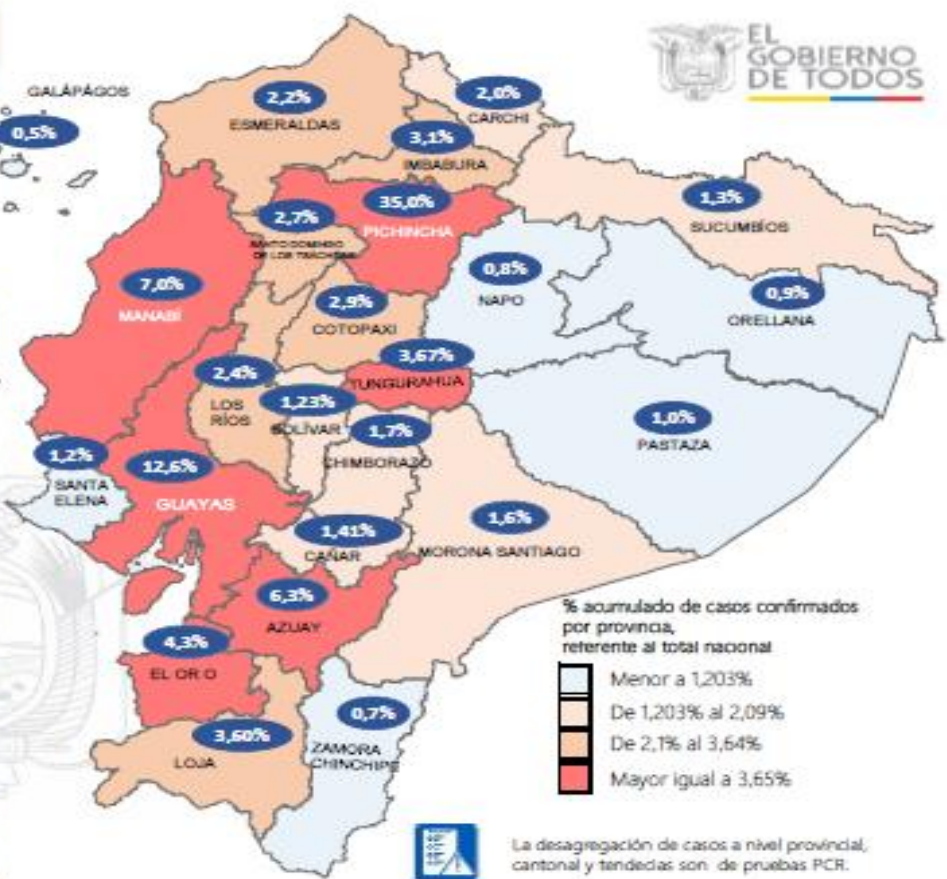 EL
GOBIERNO
DE TODOS
GALÁPÁGOS
0,5%
2,2%
ESMERALDAS
2,0%
CARCHI
3,1%
IMBABURA
1,3%
SUCUMBÍOS
35,0%
PICHINCHA
2,7%
SANTO DOMINGO
DE LOS
7,0%
MANABÍ
0,8%
NAPO
0,9%
ORELLANA
2,9%
COTOPAXI
3,67%
TUNGURAHUA
2,4%
LOS
RÍOS
1,23%
BOLÍVAR
1,7%
CHIMBORAZO
1,0%
PASTAZA
1,2%
SANTA
ELENA
12,6%
GUAYAS
1,41%
CAÑAR
1,6%
MORONA SANTIAGO
6,3%
AZUAY
4,3%
EL OR O
3,60%
LOJA
0,7%
ZAMORA
CHINCHIPE
% acumulado de casos confirmados
por provincia,
referente al total nacional
Menor a 1,203%
De 1,203% al 2,09%
De 2,1% al 3,64%
Mayor igual a 3,65%
La desagregación de casos a nivel provincial,
cantonal y tendecias son de pruebas PCR.